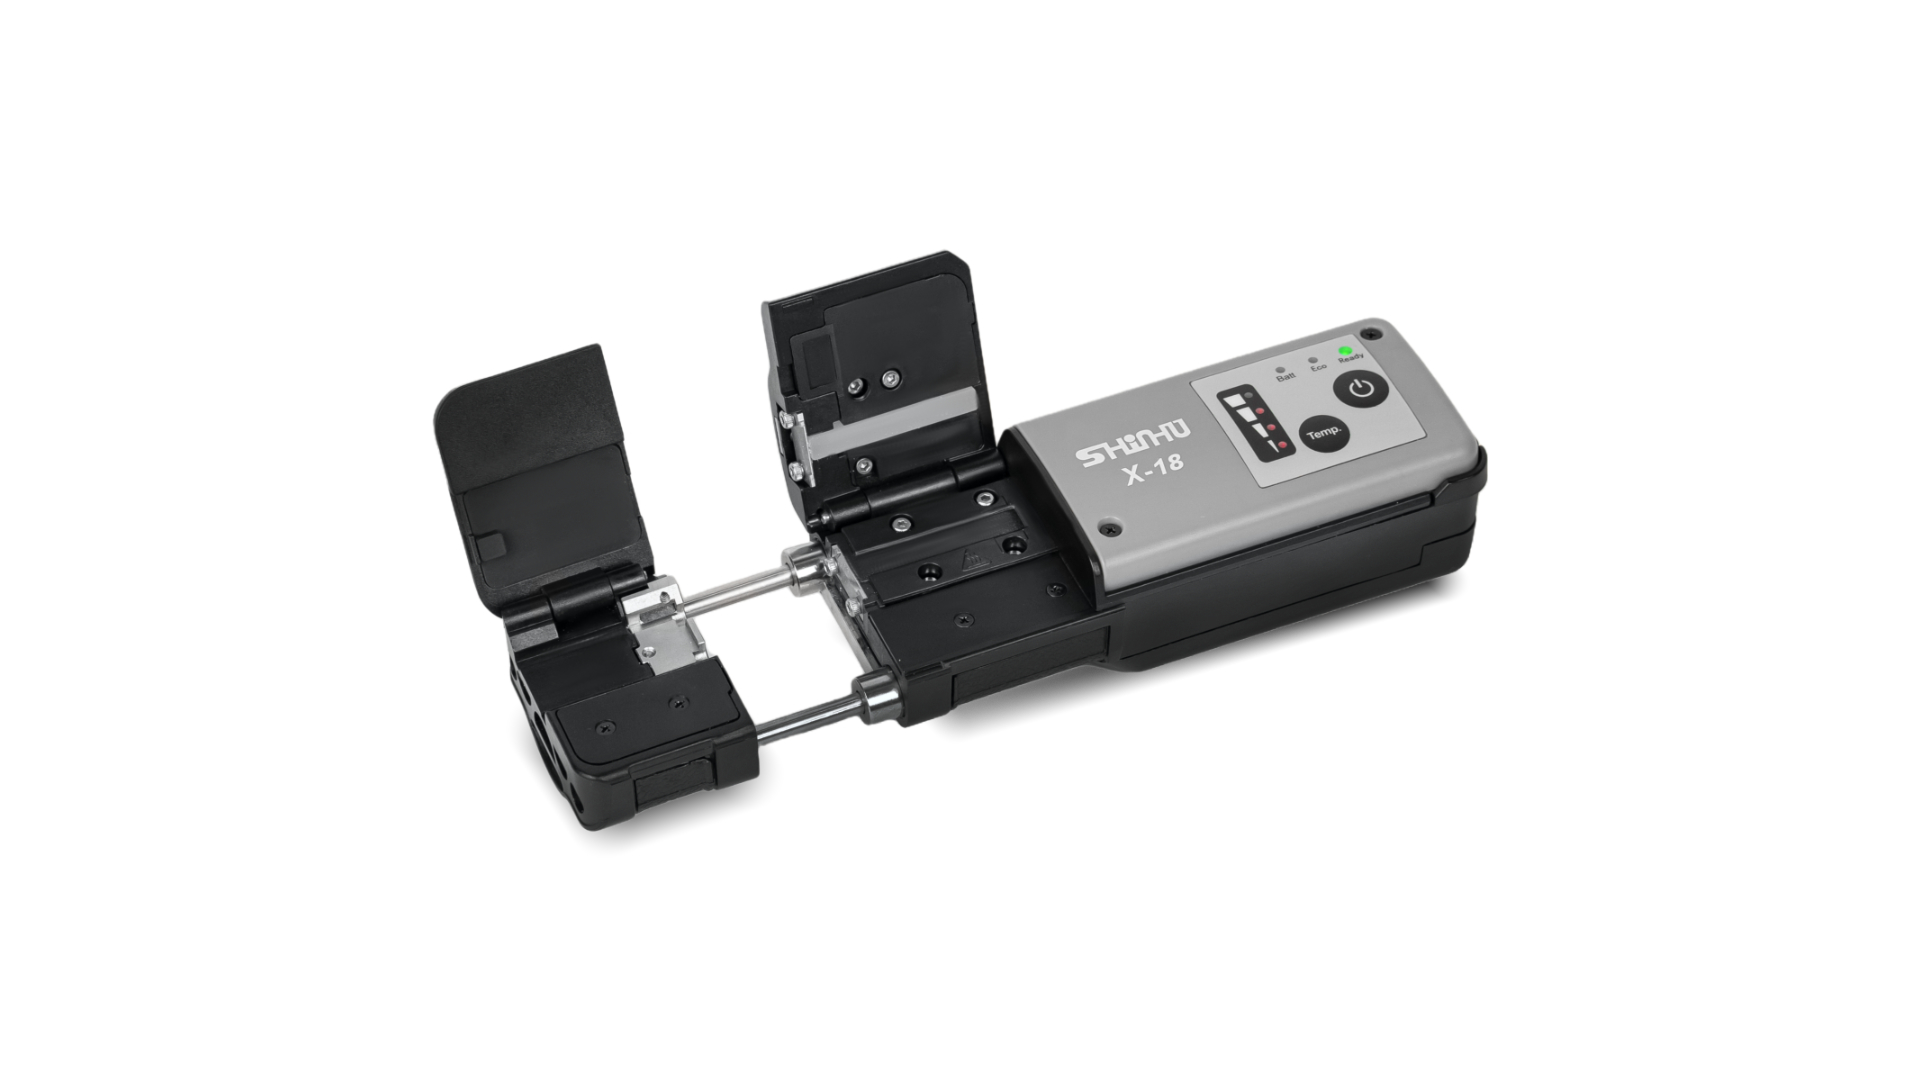 SHINHO
X-18
Batt
Eco
Ready
Temp.